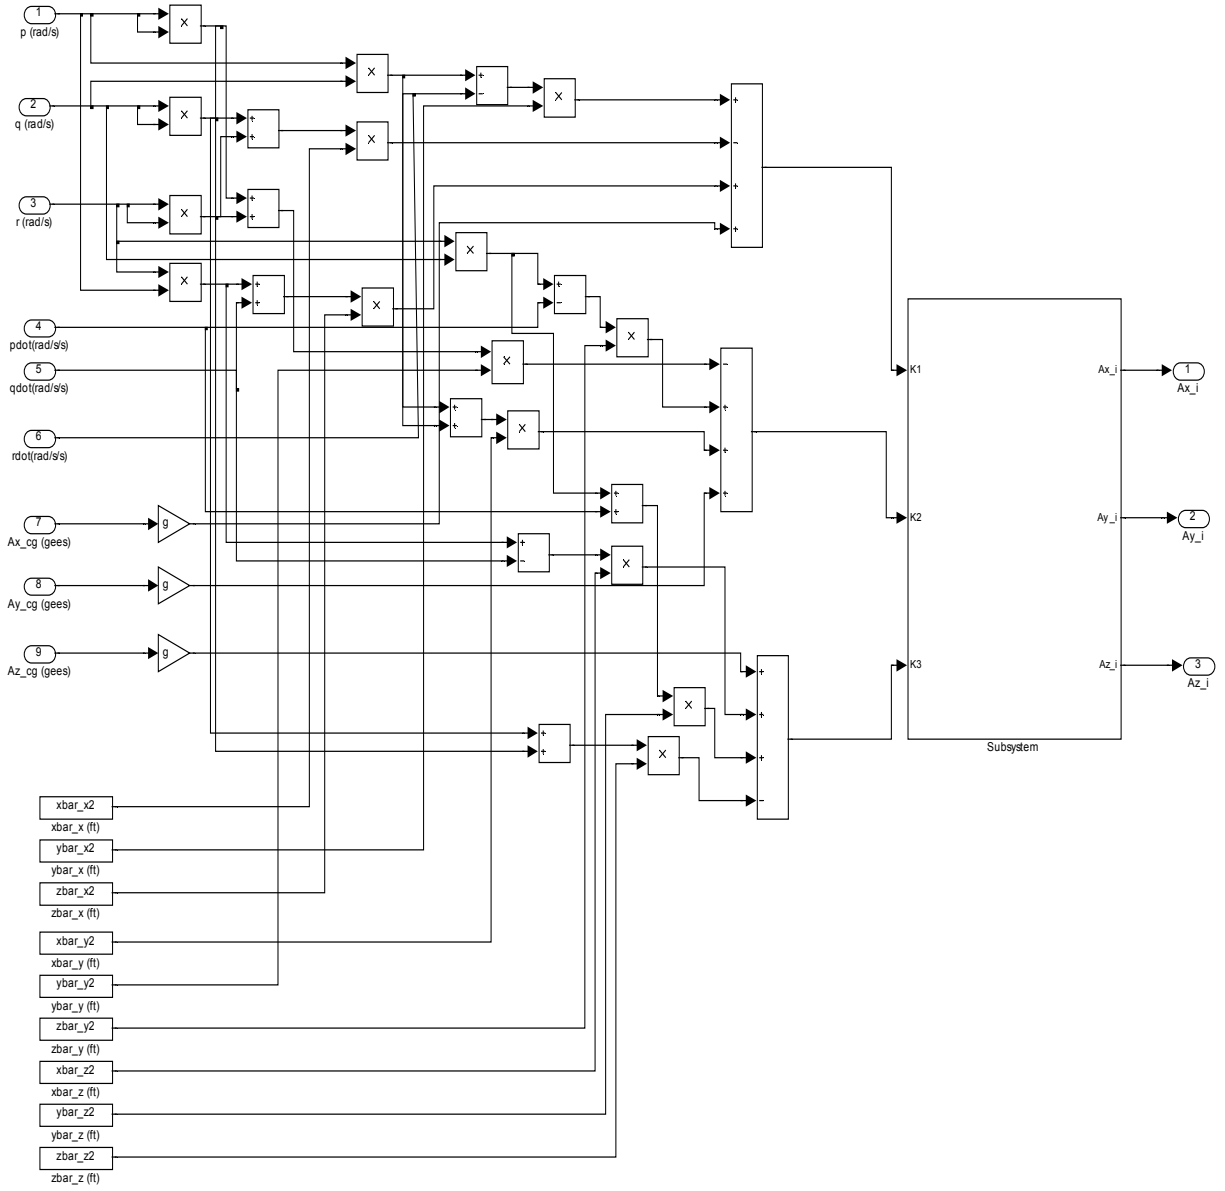 1
p (rad/s)
X
X
+
−
X
+
2
q (rad/s)
X
+
+
X
−
3
r (rad/s)
X
+
+
+
+
X
X
+
+
X
+
−
4
pdot(rad/s/s)
X
X
−
5
qdot(rad/s/s)
K1
Ax_i
1
Ax_i
+
+
X
+
+
6
rdot(rad/s/s)
+
+
+
7
Ax_cg (gees)
g
K2
Ay_i
2
Ay_i
+
−
X
8
Ay_cg (gees)
g
9
Az_cg (gees)
g
K3
Az_i
3
Az_i
+
X
+
+
+
X
+
−
Subsystem
xbar_x2
xbar_x (ft)
ybar_x2
ybar_x (ft)
zbar_x2
zbar_x (ft)
xbar_y2
xbar_y (ft)
ybar_y2
ybar_y (ft)
zbar_y2
zbar_y (ft)
xbar_z2
xbar_z (ft)
ybar_z2
ybar_z (ft)
zbar_z2
zbar_z (ft)